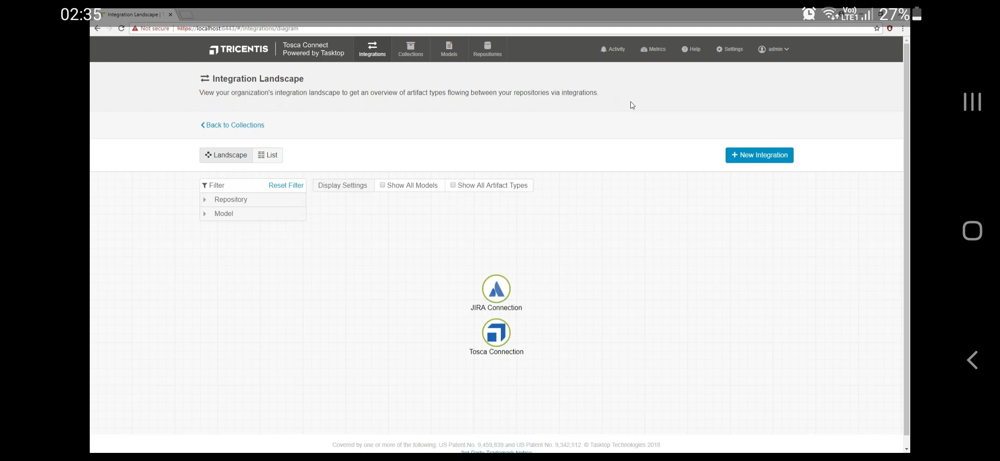 02:35
Integration Landscape | T
Vo)) LTE1 27%
Not secure | https://localhost:8443/#/integrations/diagram
TRICENTIS
Tosca Connect
Powered by Tasktop
Integrations
Collections
Models
Repositories
Activity
Metrics
Help
Settings
admin
Integration Landscape
View your organization's integration landscape to get an overview of artifact types flowing between your repositories via integrations.
Back to Collections
Landscape
List
+ New Integration
Filter
Reset Filter
Display Settings
Show All Models
Show All Artifact Types
Repository
Model
JIRA Connection
Tosca Connection
Covered by one or more of the following: US Patent No. 9,459,839 and US Patent No. 9,342,512. © Tasktop Technologies 2018
3rd Party Trademark Notice